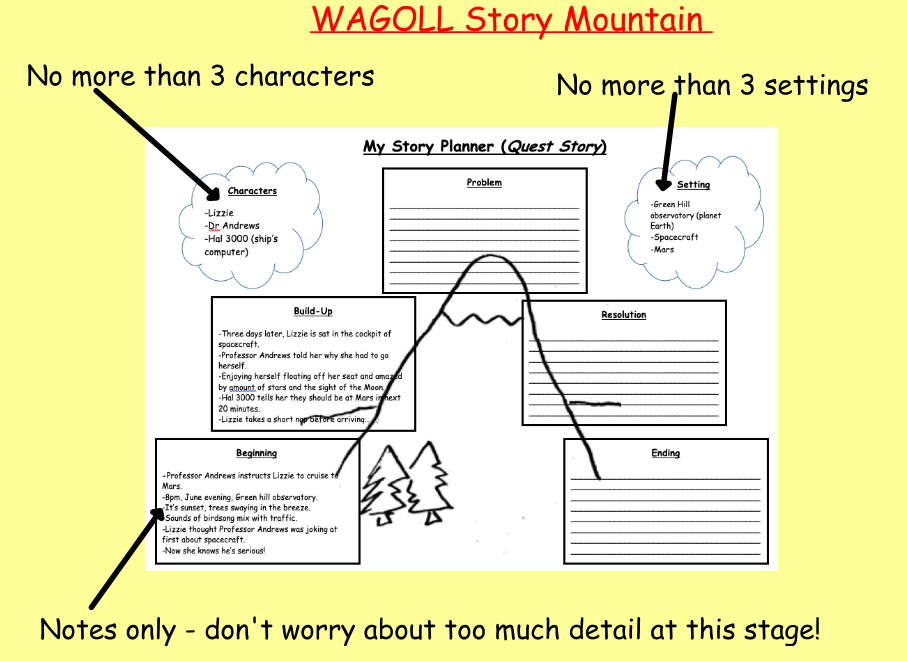 WAGOLL Story Mountain
No more than 3 characters
No more than 3 settings
My Story Planner (Quest Story)
Characters
-Lizzie
-Dr Andrews
-Hal 3000 (ship's
computer)
Problem
Setting
-Green Hill
observatory (planet
Earth)
-Spacecraft
-Mars
Build-Up
-Three days later, Lizzie is sat in the cockpit of
spacecraft.
-Professor Andrews told her why she had to go
herself.
-Enjoying herself floating off her seat and amazed
by amount of stars and the sight of the Moon.
-Hal 3000 tells her they should be at Mars in next
20 minutes.
-Lizzie takes a short nap before arriving....
Resolution
Beginning
-Professor Andrews instructs Lizzie to cruise to
Mars.
-8pm, June evening, Green hill observatory.
-It's sunset, trees swaying in the breeze.
-Sounds of birdsong mix with traffic.
-Lizzie thought Professor Andrews was joking at
first about spacecraft.
-Now she knows he's serious!
Ending
Notes only - don't worry about too much detail at this stage!